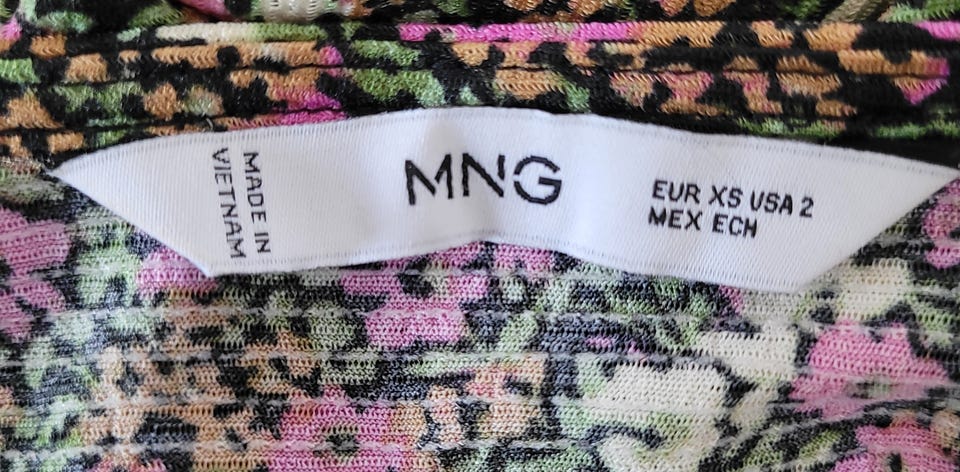 MADE IN
VIETNAM
MNG
EUR XS USA 2
MEX ECH